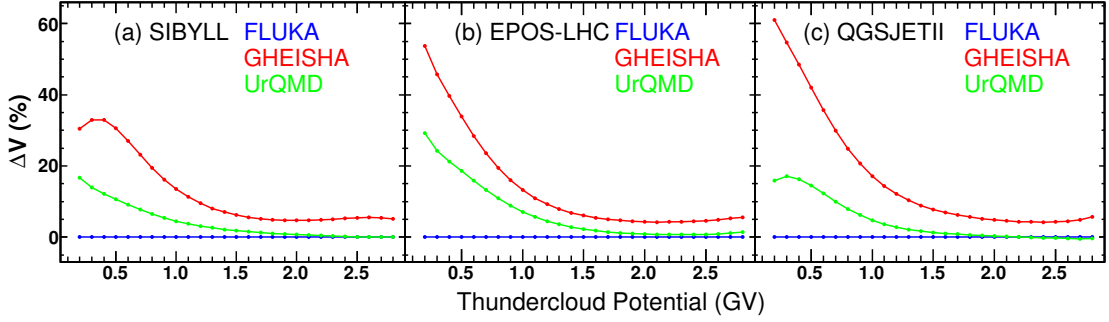 (a) SIBYLL FLUKA
GHEISHA
UrQMD
(b) EPOS-LHC FLUKA
GHEISHA
UrQMD
(c) QGSJETII FLUKA
GHEISHA
UrQMD
60
40
20
0
ΔV (%)
0.5 1.0 1.5 2.0 2.5 0.5 1.0 1.5 2.0 2.5 0.5 1.0 1.5 2.0 2.5
Thundercloud Potential (GV)